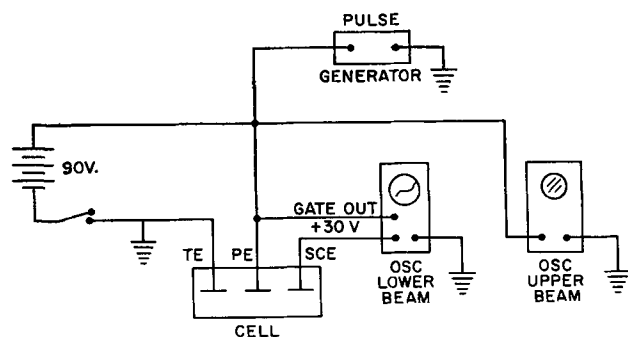 PULSE
GENERATOR
90V.
GATE OUT
+30 V
TE
PE
SCE
OSC
LOWER
BEAM
OSC
UPPER
BEAM
CELL